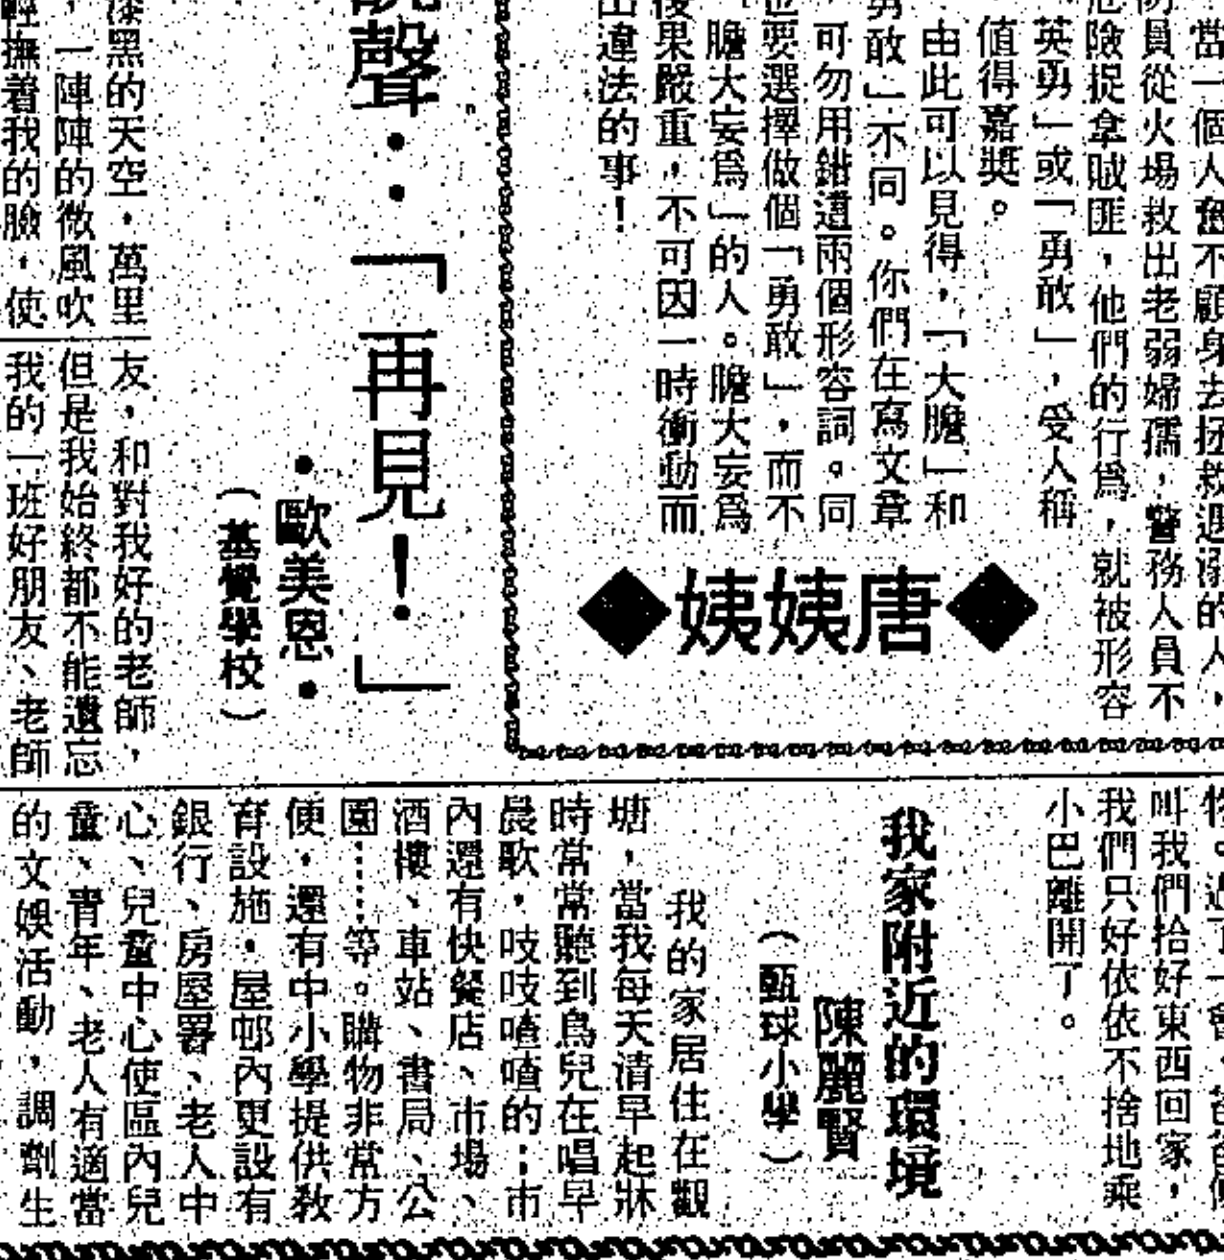 當一個人奮不顧身去拯救遇溺的人，
防員從火場救出老弱婦孺，警務人員不
危險捉拿賊匪，他們的行爲，就被形容
英勇」或「勇敢」，受人稱
值得嘉獎。
由此可以見得，「大膽」和
勇敢」不同。你們在寫文章
，可勿用錯這兩個形容詞。同
也要選擇做個「勇敢」，而不
「膽大妄爲」的人。膽大妄爲
後果嚴重，不可因一時衝動而
出違法的事！
◆唐姨姨◆
說聲：「再見！」
·歐美恩·
（基覺學校）
漆黑的天空，萬里
，一陣陣的微風吹
輕撫着我的臉，使
友，和對我好的老師，
但是我始終都不能遺忘
我的一班好朋友、老師
叫我們拾好東西回家，
我們只好依依不捨地乘
小巴離開了。
我家附近的環境
陳麗賢
（甄球小學）
我的家居住在觀
塘，當我每天清早起牀
時常常聽到鳥兒在唱早
晨歌，吱吱喳喳的；市
內還有快餐店、市場、
酒樓、車站、書局、公
園……等。購物非常方
便，還有中小學提供教
育設施，屋邨內更設有
銀行、房屋署、老人中
心、兒童中心使區內兒
童、青年、老人有適當
的文娛活動，調劑生